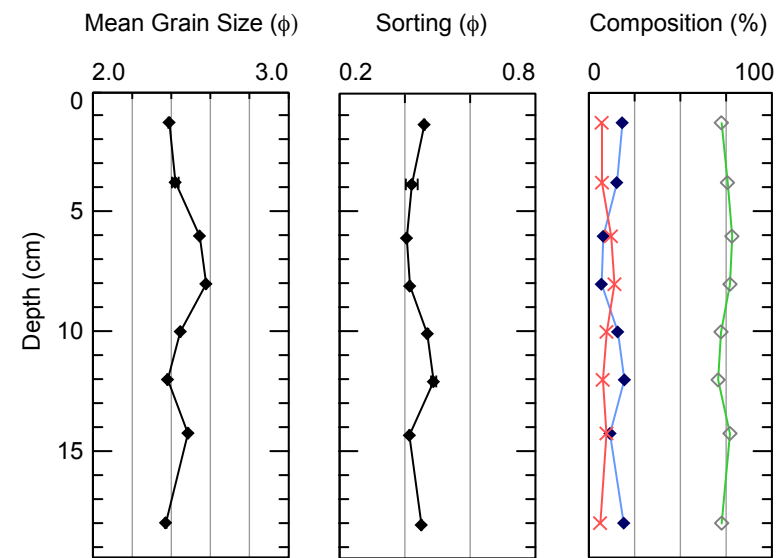 Mean Grain Size (ϕ) Sorting (ϕ) Composition (%)
2.0 3.0 0.2 0.8 0 100
0
5
10
15
Depth (cm)